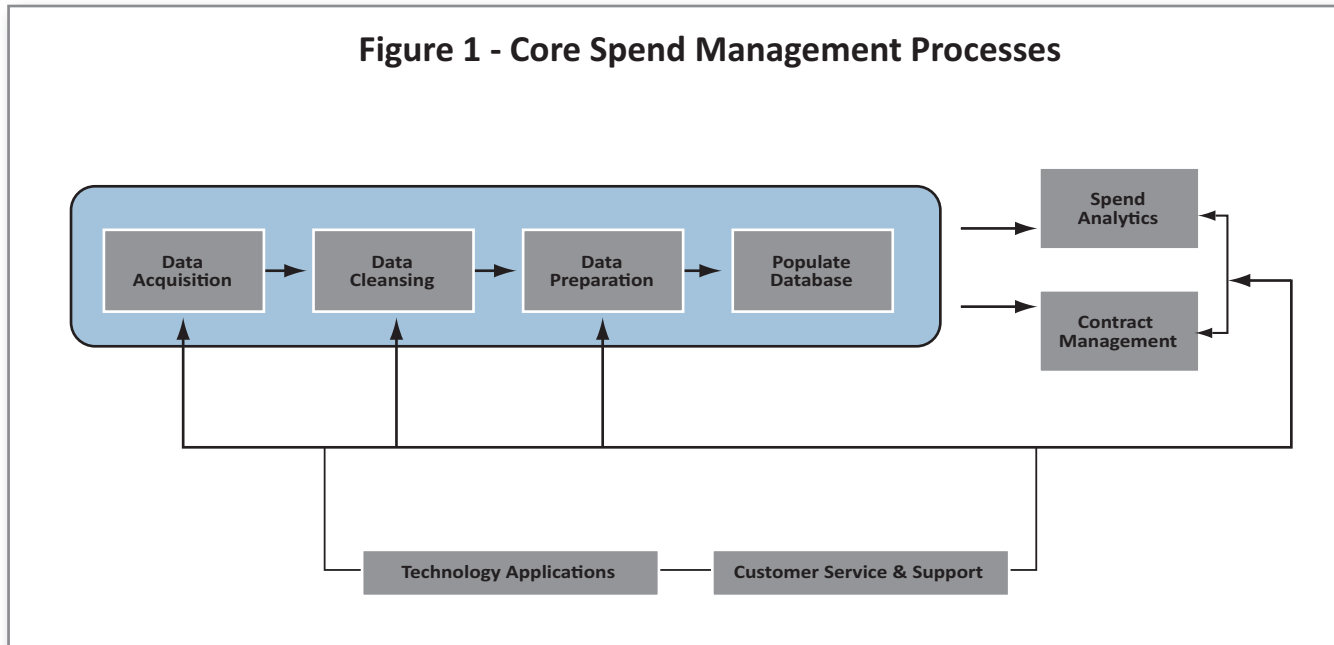 Figure 1 - Core Spend Management Processes
Spend
Analytics
Data
Acquisition
Data
Cleansing
Data
Preparation
Populate
Database
Contract
Management
Technology Applications
Customer Service & Support